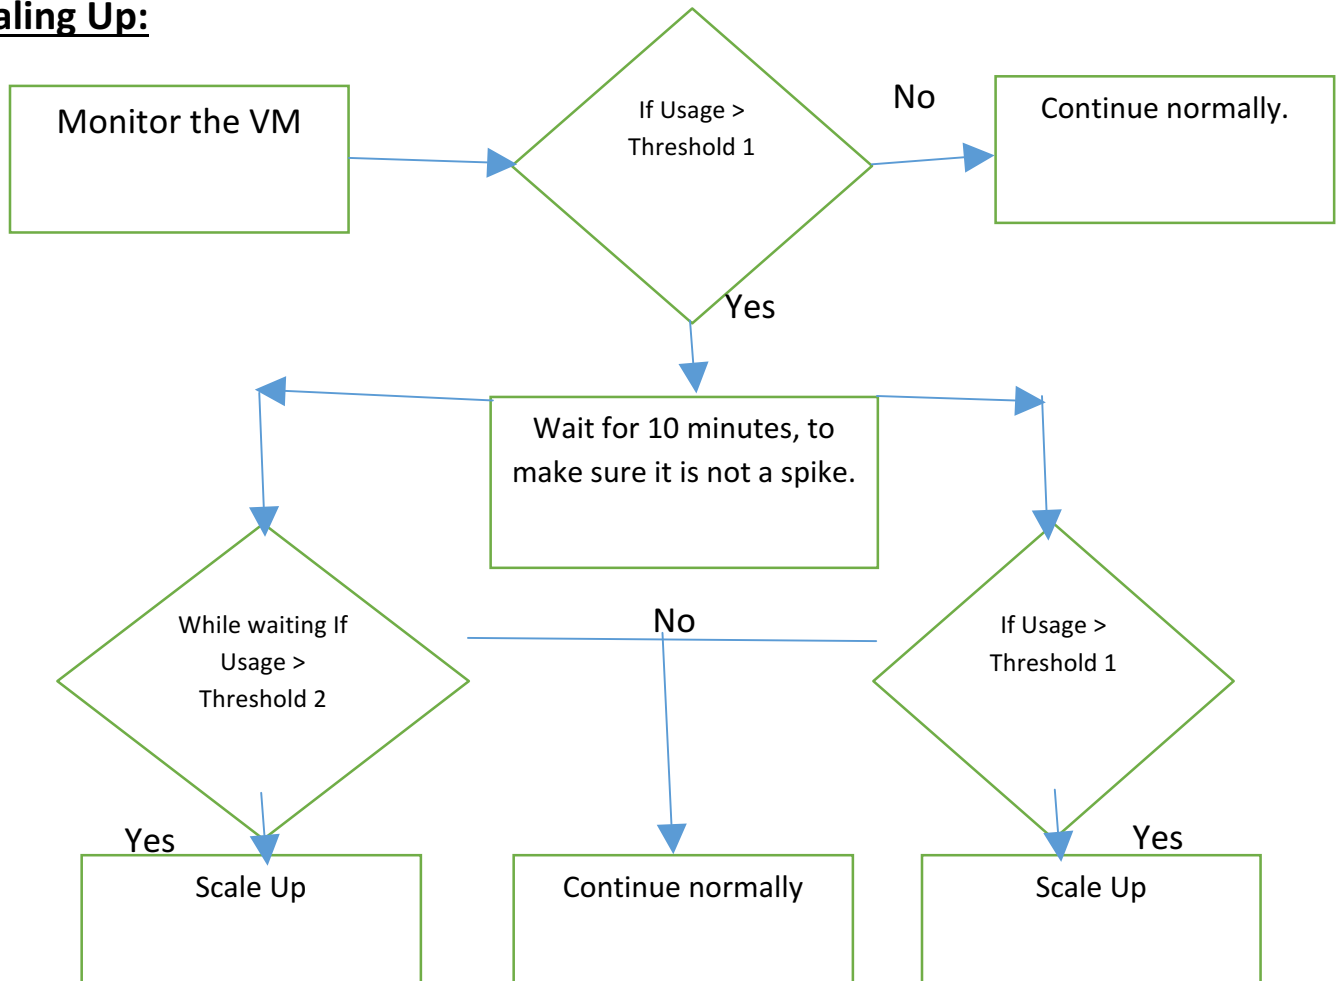 aling Up:
Monitor the VM
If Usage >
Threshold 1
No
Continue normally.
Yes
Wait for 10 minutes, to
make sure it is not a spike.
While waiting If
Usage >
Threshold 2
No
If Usage >
Threshold 1
Yes
Yes
Scale Up
Continue normally
Scale Up